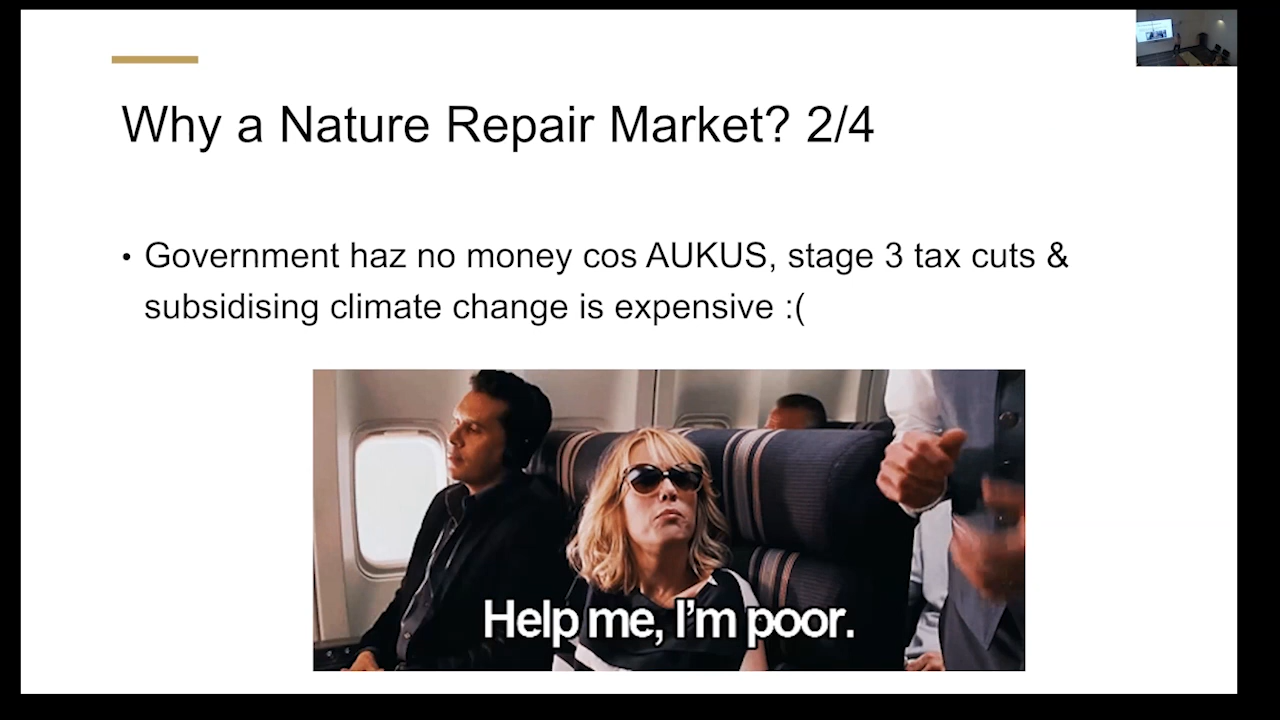 Why a Nature Repair Market? 2/4
• Government haz no money cos AUKUS, stage 3 tax cuts &
subsidising climate change is expensive :(
Help me, I'm poor.